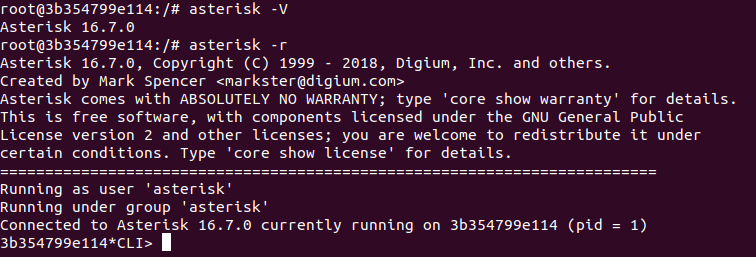 root@3b354799e114:/# asterisk -V
Asterisk 16.7.0
root@3b354799e114:/# asterisk -r
Asterisk 16.7.0, Copyright (C) 1999 - 2018, Digium, Inc. and others.
Created by Mark Spencer <markster@digium.com>
Asterisk comes with ABSOLUTELY NO WARRANTY; type 'core show warranty' for details.
This is free software, with components licensed under the GNU General Public
License version 2 and other licenses; you are welcome to redistribute it under
certain conditions. Type 'core show license' for details.
=========================================================================
Running as user 'asterisk'
Running under group 'asterisk'
Connected to Asterisk 16.7.0 currently running on 3b354799e114 (pid = 1)
3b354799e114*CLI>